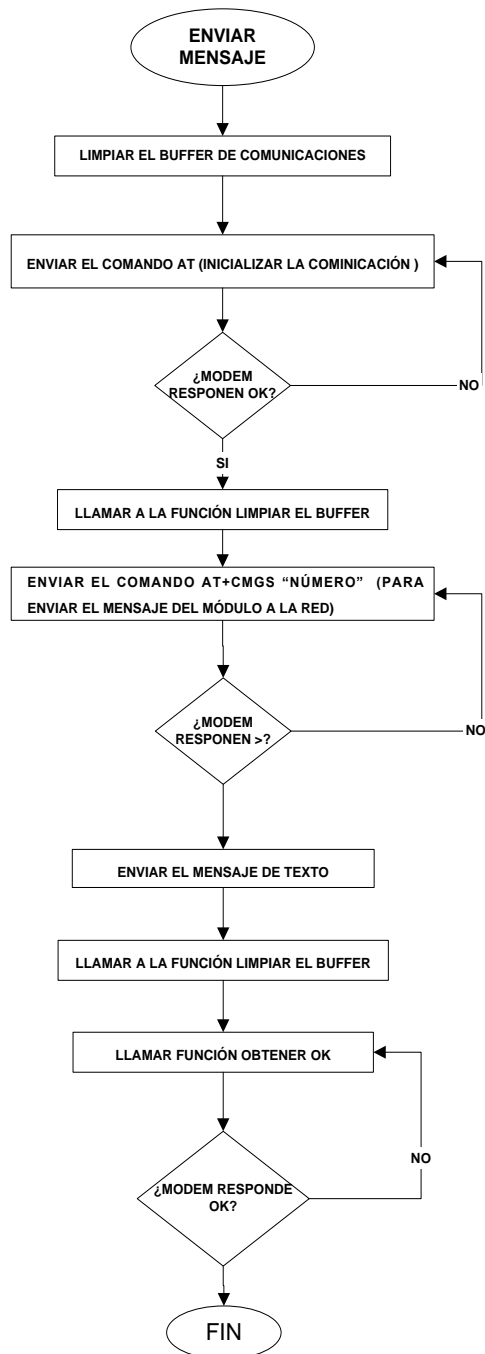 ENVIAR
MENSAJE
LIMPIAR EL BUFFER DE COMUNICACIONES
ENVIAR EL COMANDO AT (INICIALIZAR LA COMINICACIÓN )
¿MODEM
RESPONEN OK?
NO
SI
LLAMAR A LA FUNCIÓN LIMPIAR EL BUFFER
ENVIAR EL COMANDO AT+CMGS “NÚMERO” (PARA
ENVIAR EL MENSAJE DEL MÓDULO A LA RED)
¿MODEM
RESPONEN >?
NO
ENVIAR EL MENSAJE DE TEXTO
LLAMAR A LA FUNCIÓN LIMPIAR EL BUFFER
LLAMAR FUNCIÓN OBTENER OK
NO
¿MODEM RESPONDE
OK?
FIN